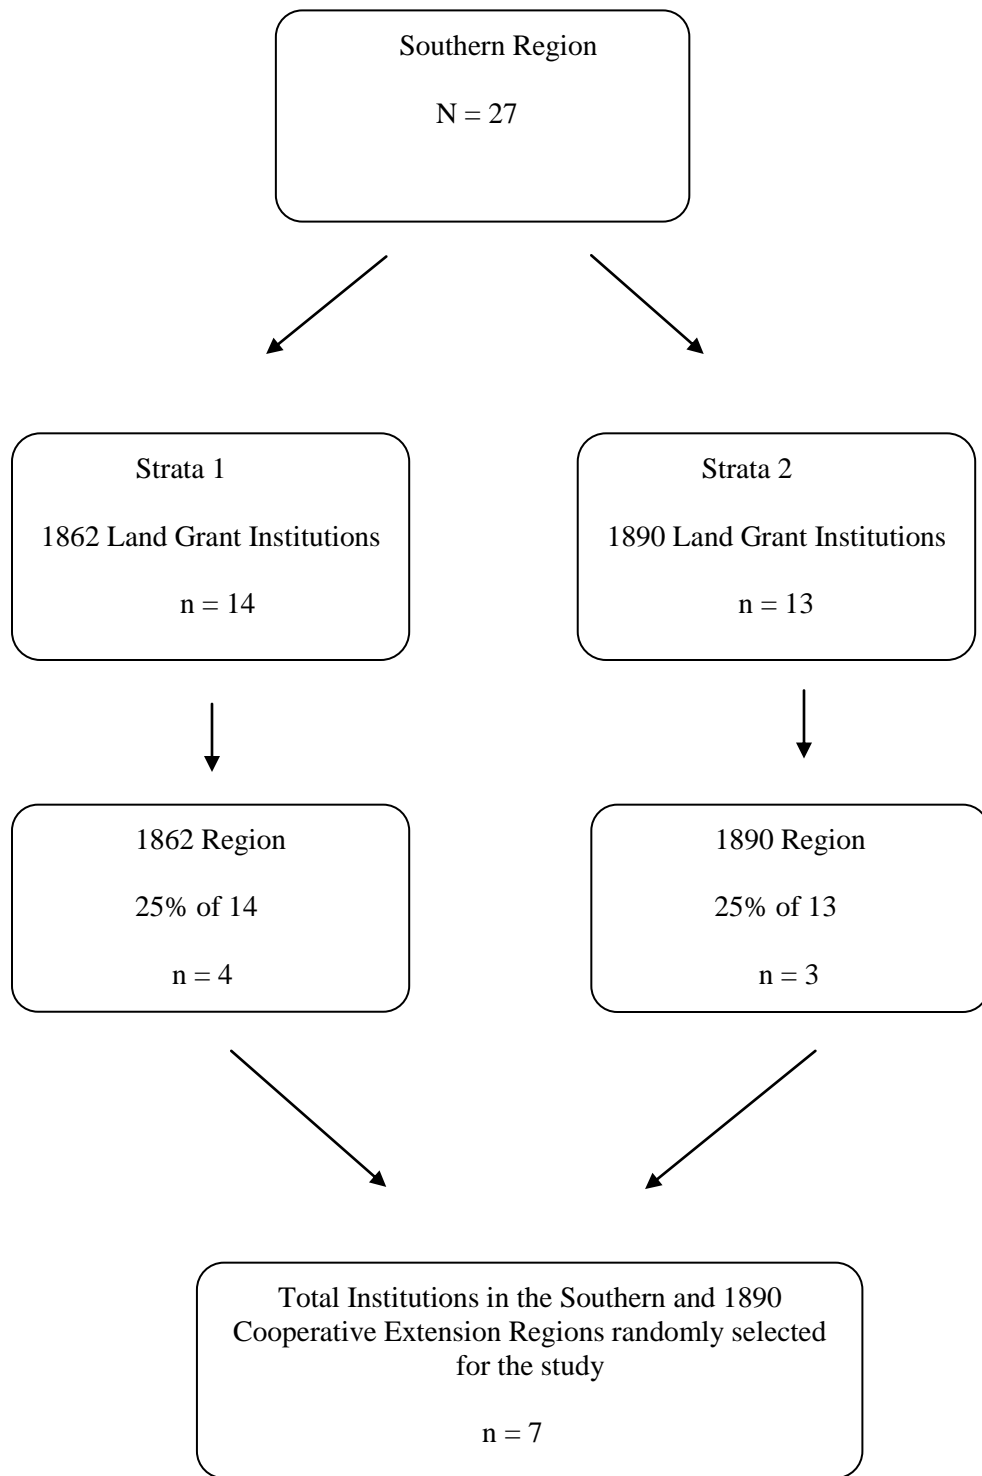 Southern Region
N = 27
Strata 1
1862 Land Grant Institutions
n = 14
Strata 2
1890 Land Grant Institutions
n = 13
1862 Region
25% of 14
n = 4
1890 Region
25% of 13
n = 3
Total Institutions in the Southern and 1890
Cooperative Extension Regions randomly selected
for the study
n = 7